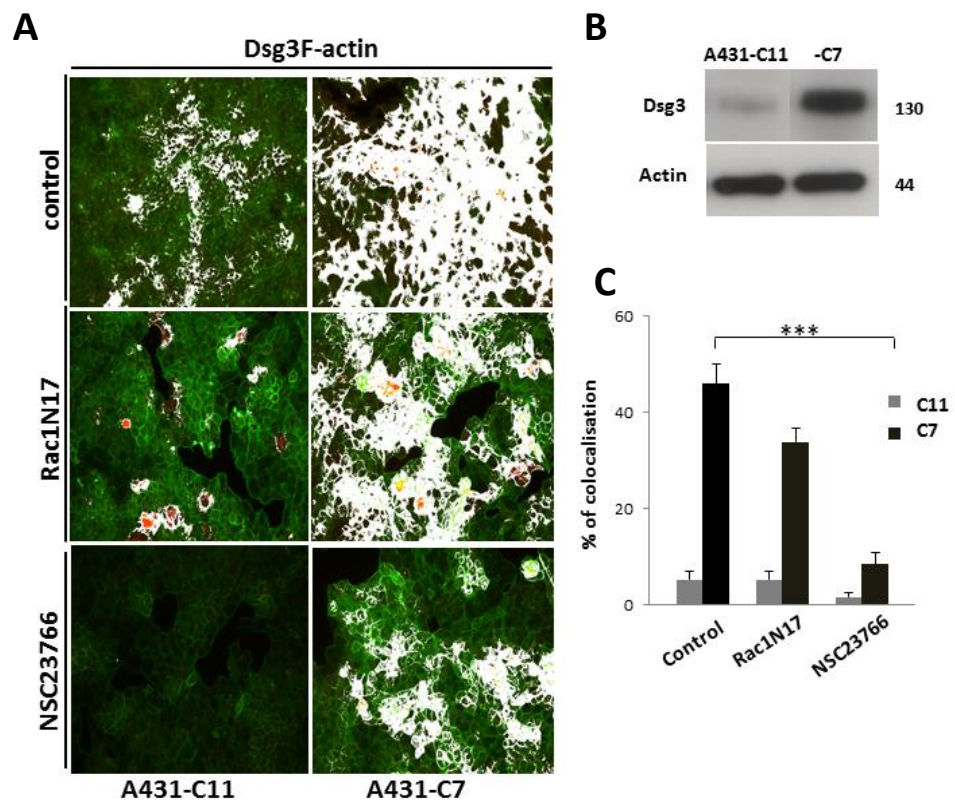 A
Dsg3F-actin
control
Rac1N17
NSC23766
A431-C11
A431-C7
B
A431-C11 -C7
Dsg3
130
Actin
44
C
60
40
20
0
% of colocalisation
***
C11
C7
Control
Rac1N17
NSC23766